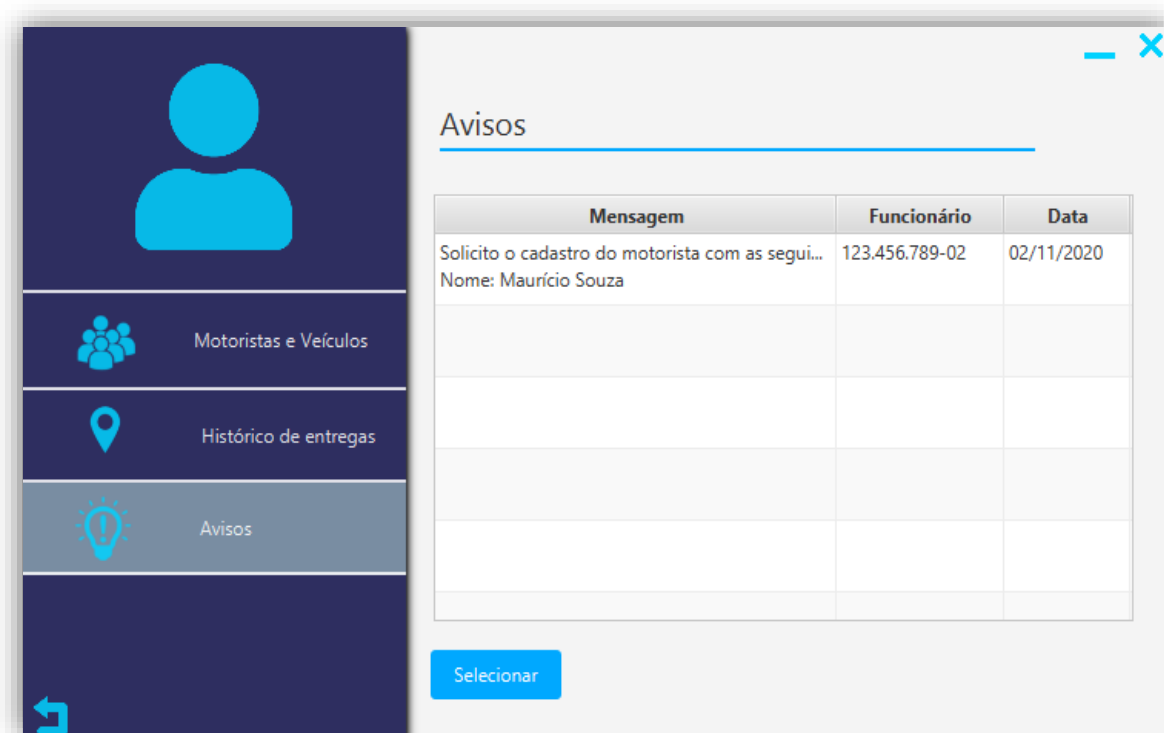 Avisos
Mensagem Funcionário Data
Solicito o cadastro do motorista com as segui... 123.456.789-02 02/11/2020
Nome: Maurício Souza
Motoristas e Veículos
Histórico de entregas
Avisos
Selecionar